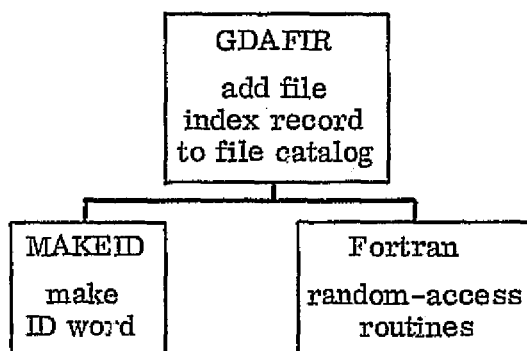 GDAFIR
add file
index record
to file catalog
MAKEID
make
ID word
Fortran
random-access
routines